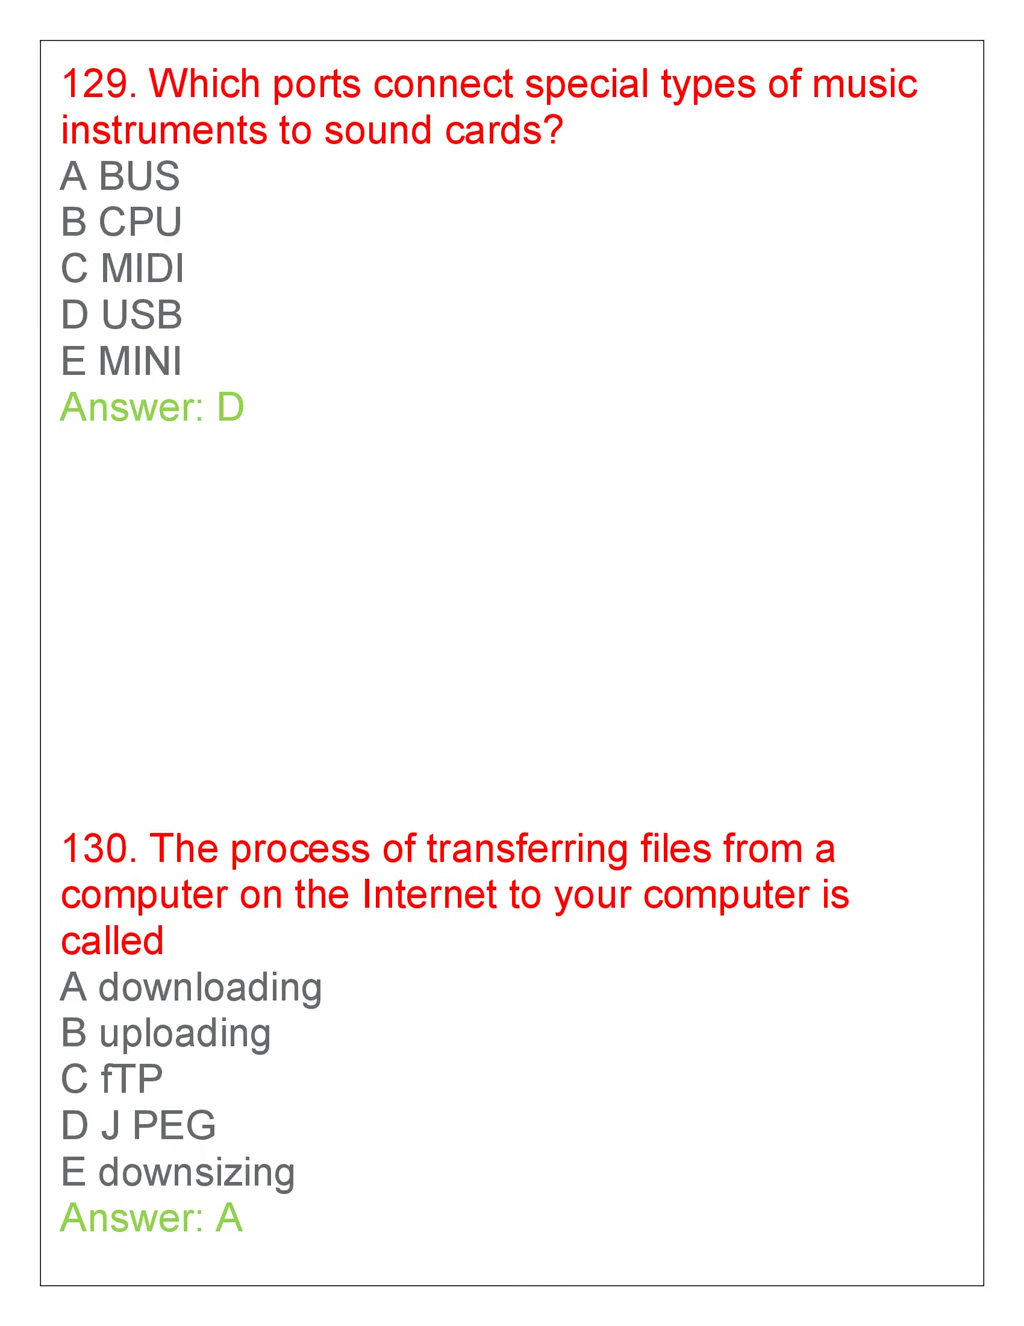 129. Which ports connect special types of music
instruments to sound cards?
A BUS
B CPU
C MIDI
D USB
E MINI
Answer: D
130. The process of transferring files from a
computer on the Internet to your computer is
called
A downloading
B uploading
C fTP
D J PEG
E downsizing
Answer: A